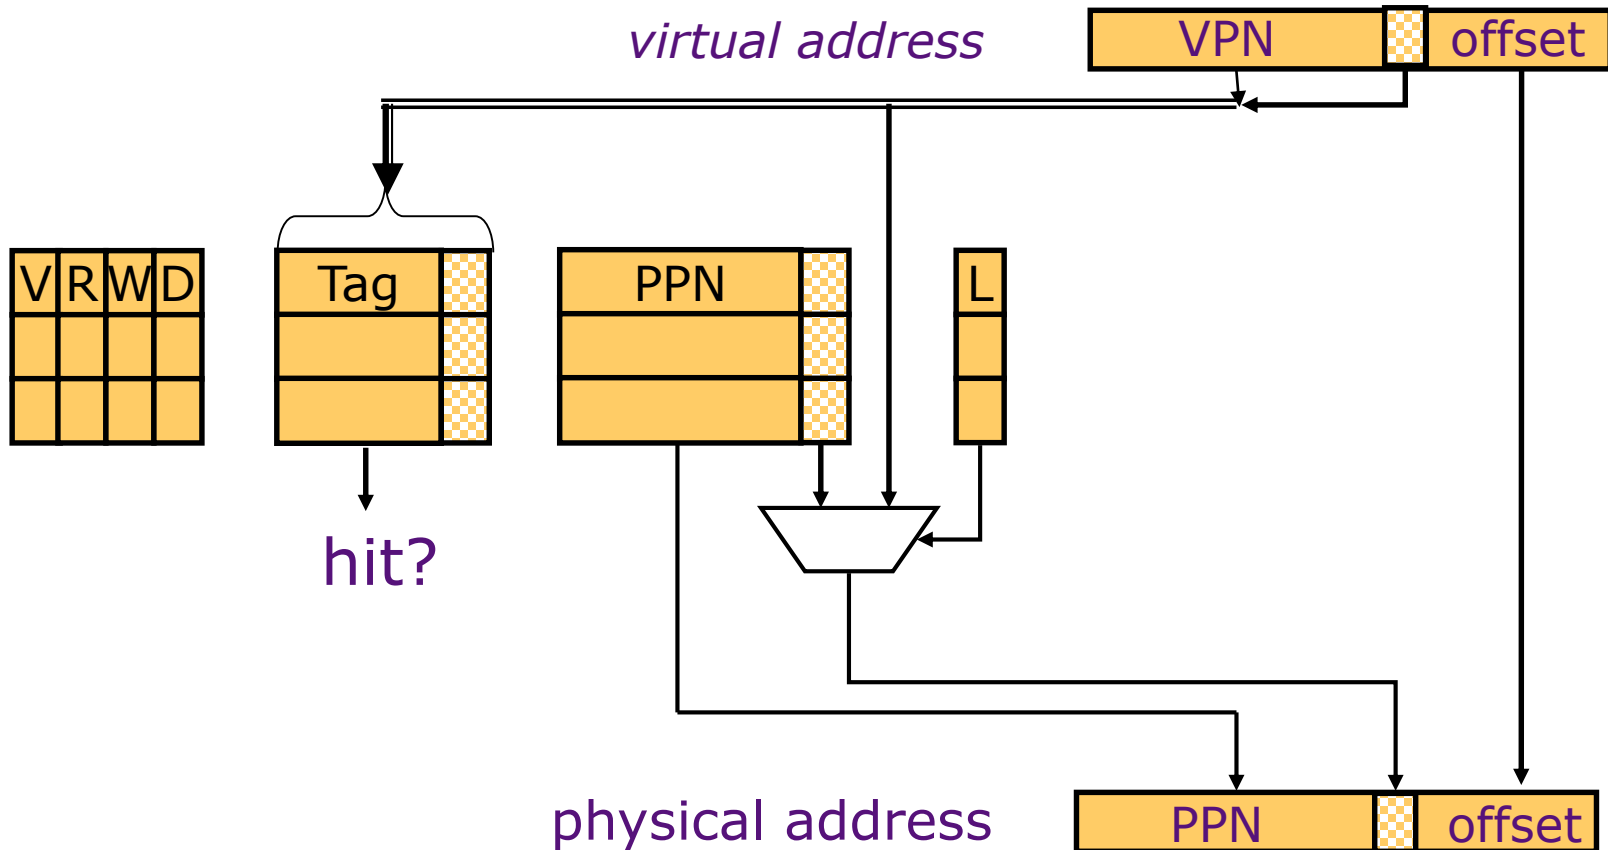 virtual address
VPN offset
V R W D Tag PPN L
hit?
physical address
PPN offset